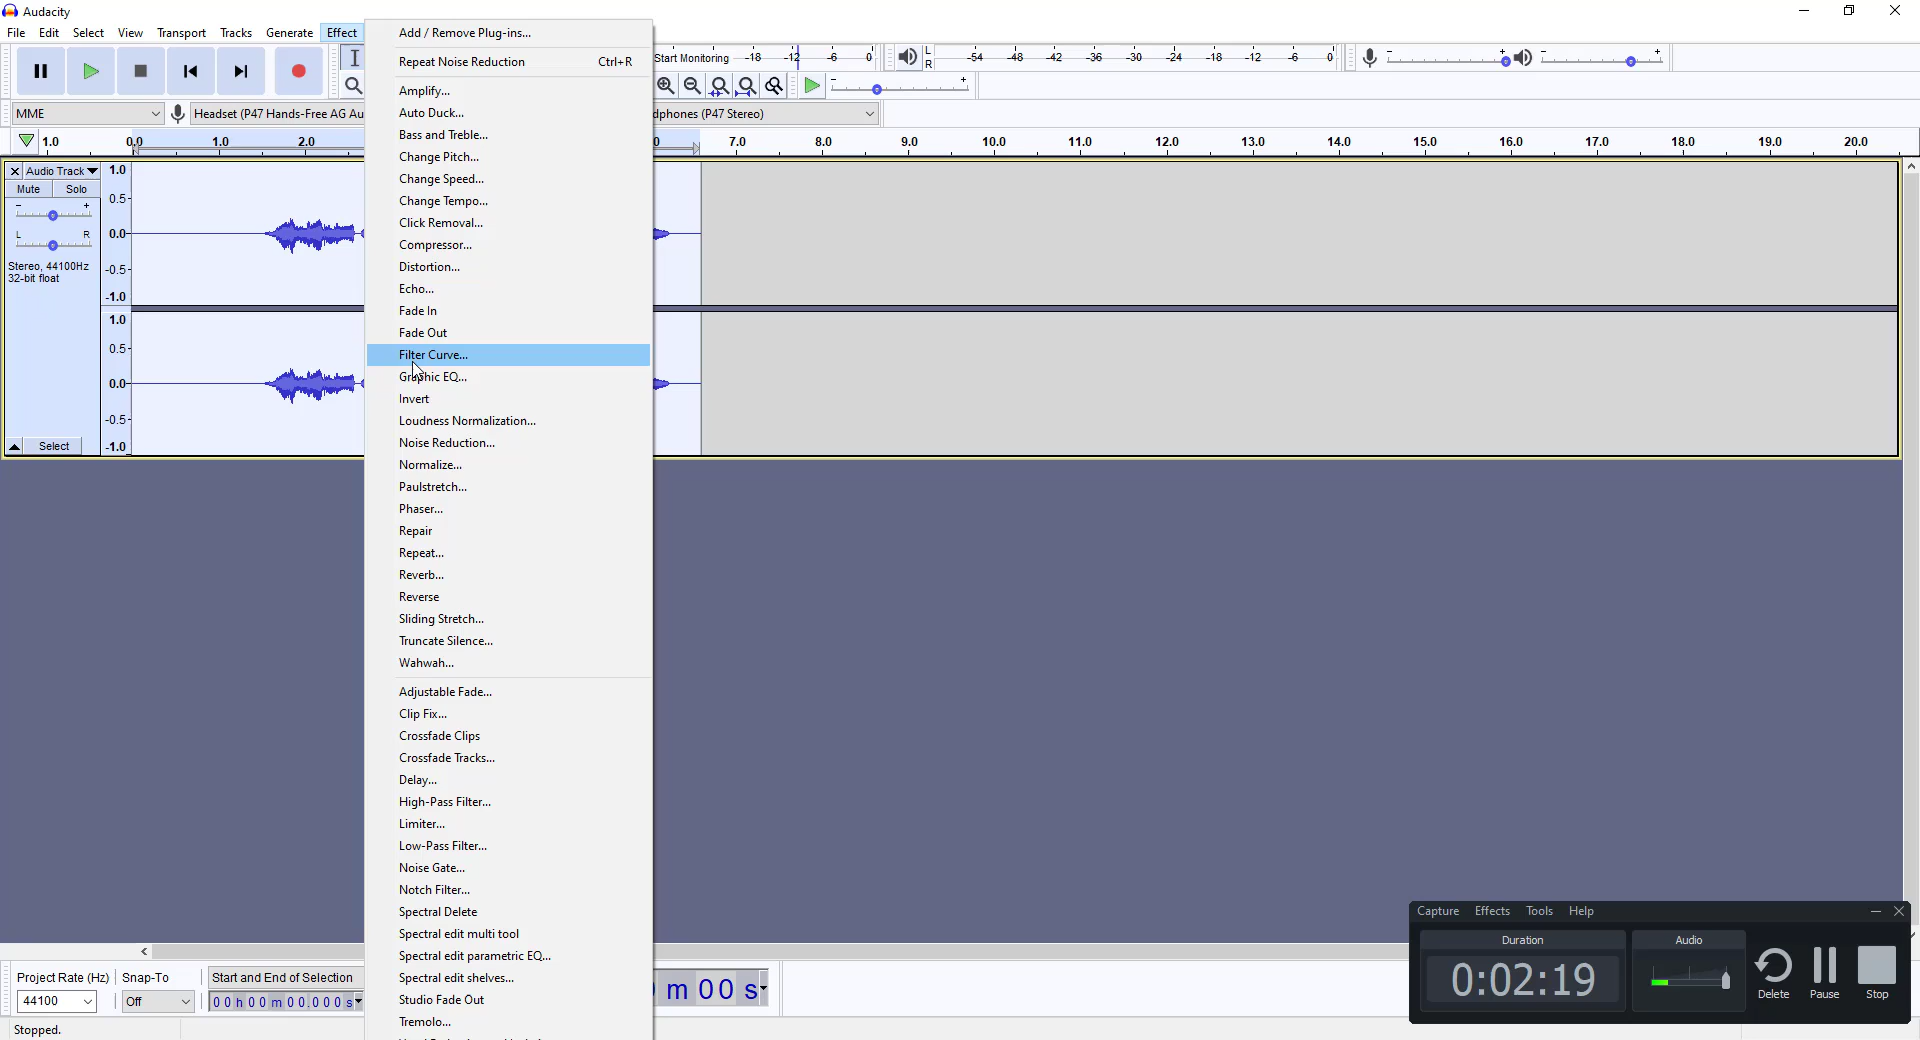 Audacity
File Edit Select View Transport Tracks Generate Effect
Add / Remove Plug-ins...
Repeat Noise Reduction Ctrl+R
Amplify...
Auto Duck...
Bass and Treble...
Change Pitch...
Change Speed...
Change Tempo...
Click Removal...
Compressor...
Distortion...
Echo...
Fade In
Fade Out
Filter Curve...
Graphic EQ...
Invert
Loudness Normalization...
Noise Reduction...
Normalize...
Paulstretch...
Phaser...
Repair
Repeat...
Reverb...
Reverse
Sliding Stretch...
Truncate Silence...
Wahwah...
Adjustable Fade...
Clip Fix...
Crossfade Clips
Crossfade Tracks...
Delay...
High-Pass Filter...
Limiter...
Low-Pass Filter...
Noise Gate...
Notch Filter...
Spectral Delete
Spectral edit multi tool
Spectral edit parametric EQ...
Spectral edit shelves...
Studio Fade Out
Tremolo...
Start Monitoring -18 -12 -6 0
L
R
-54 -48 -42 -36 -30 -24 -18 -12 -6 0
MME
Headset (P47 Hands-Free AG Au
dphones (P47 Stereo)
1.0 0.0 1.0 2.0 0 7.0 8.0 9.0 10.0 11.0 12.0 13.0 14.0 15.0 16.0 17.0 18.0 19.0 20.0
Audio Track
Mute Solo
- +
L R
Stereo, 44100Hz
32-bit float
Select
1.0
0.5-
0.0-
-0.5-
-1.0
1.0
0.5-
0.0-
-0.5-
-1.0
Project Rate (Hz) Snap-To Start and End of Selection
44100 Off 00 h 00 m 00.000 s
m 00 s
Stopped.
Capture Effects Tools Help
Duration
0:02:19
Audio
Delete Pause Stop